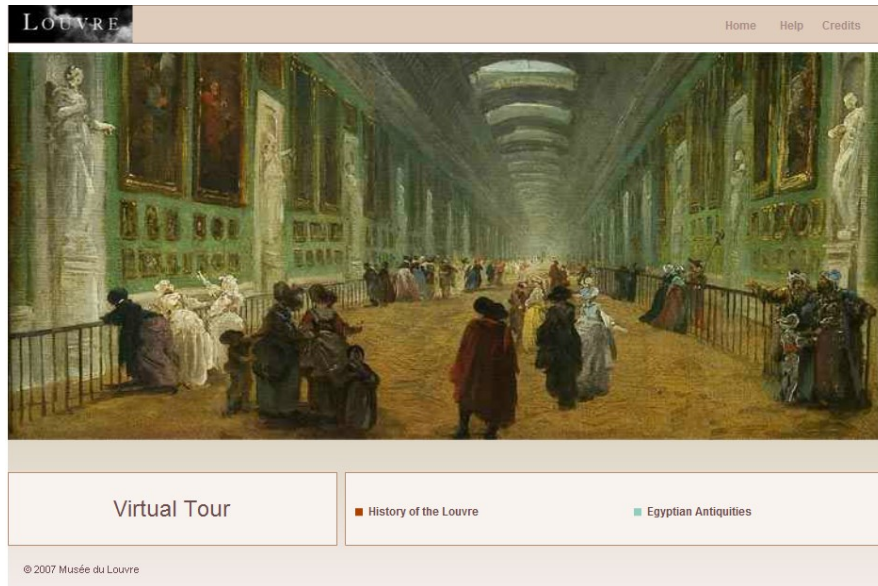 LOUVRE
Home Help Credits
Virtual Tour
History of the Louvre
Egyptian Antiquities
© 2007 Musée du Louvre